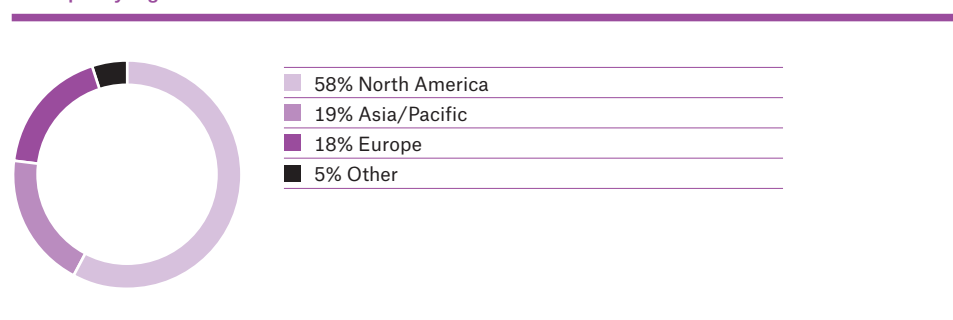 58% North America
19% Asia/Pacific
18% Europe
5% Other